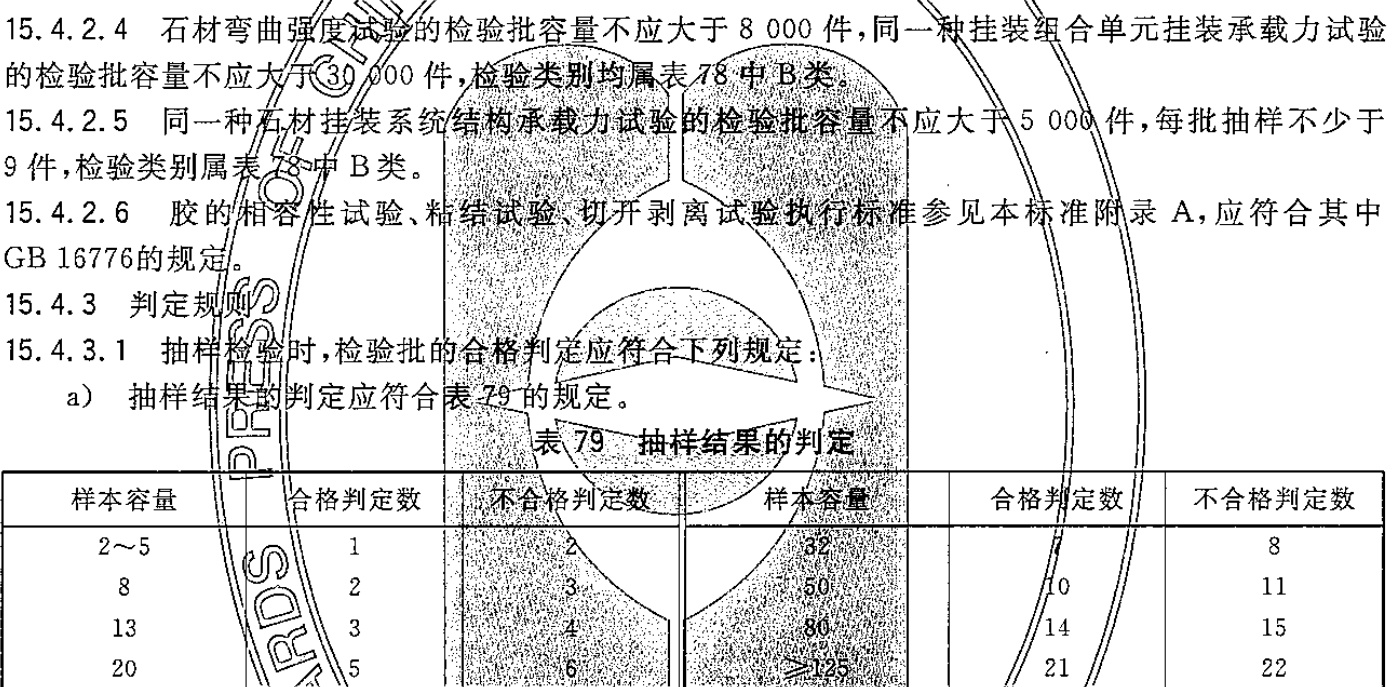 15.4.2.4 石材弯曲强度试验的检验批容量不应大于 8 000 件,同一种挂装组合单元挂装承载力试验
的检验批容量不应大于 30 000 件,检验类别均属表 78 中 B 类。
15.4.2.5 同一种石材挂装系统结构承载力试验的检验批容量不应大于 5 000 件,每批抽样不少于
9 件,检验类别属表 78 中 B 类。
15.4.2.6 胶的相容性试验、粘结试验、切开剥离试验执行标准参见本标准附录 A,应符合其中
GB 16776的规定。
15.4.3 判定规则
15.4.3.1 抽样检验时,检验批的合格判定应符合下列规定:
a) 抽样结果的判定应符合表 79 的规定。
表 79 抽样结果的判定
样本容量 合格判定数 不合格判定数 样本容量 合格判定数 不合格判定数
2～5 1 2 32 7 8
8 2 3 50 10 11
13 3 4 80 14 15
20 5 6 ≥125 21 22
PRESS OF
ARDS